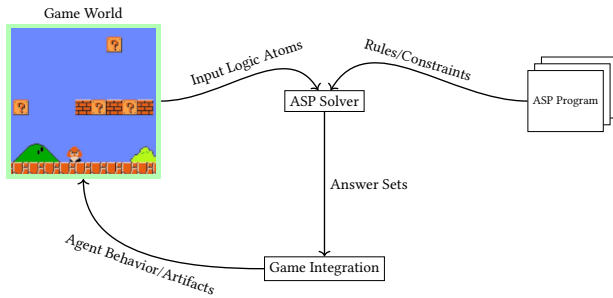 Game World
?
?
?
?
Input Logic Atoms
Rules/Constraints
ASP Solver
ASP Program
Answer Sets
Agent Behavior/Artifacts
Game Integration